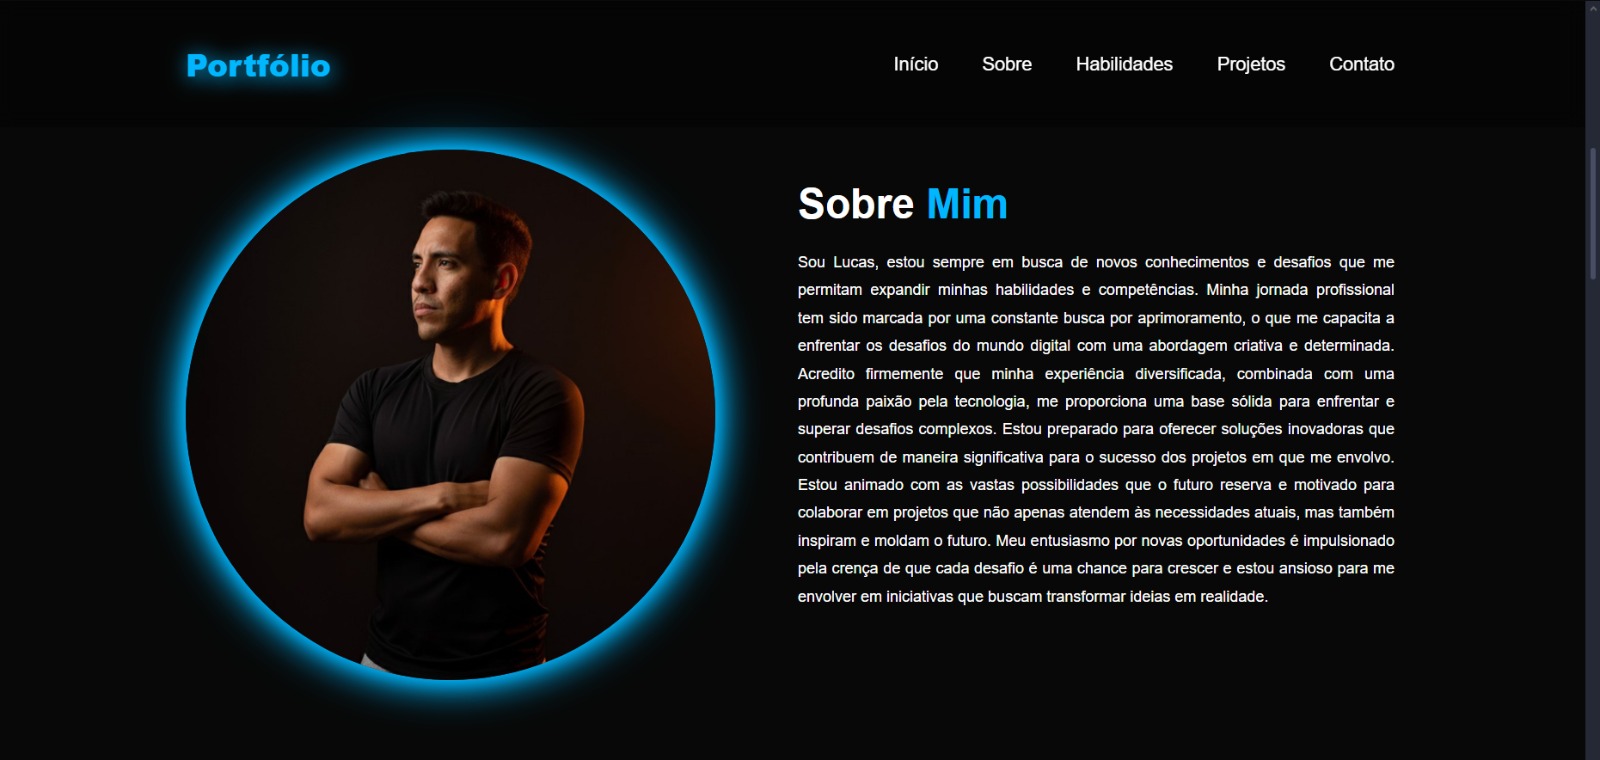 Portfólio
Início Sobre Habilidades Projetos Contato
Sobre Mim
Sou Lucas, estou sempre em busca de novos conhecimentos e desafios que me
permitam expandir minhas habilidades e competências. Minha jornada profissional
tem sido marcada por uma constante busca por aprimoramento, o que me capacita a
enfrentar os desafios do mundo digital com uma abordagem criativa e determinada.
Acredito firmemente que minha experiência diversificada, combinada com uma
profunda paixão pela tecnologia, me proporciona uma base sólida para enfrentar e
superar desafios complexos. Estou preparado para oferecer soluções inovadoras que
contribuem de maneira significativa para o sucesso dos projetos em que me envolvo.
Estou animado com as vastas possibilidades que o futuro reserva e motivado para
colaborar em projetos que não apenas atendem às necessidades atuais, mas também
inspiram e moldam o futuro. Meu entusiasmo por novas oportunidades é impulsionado
pela crença de que cada desafio é uma chance para crescer e estou ansioso para me
envolver em iniciativas que buscam transformar ideias em realidade.